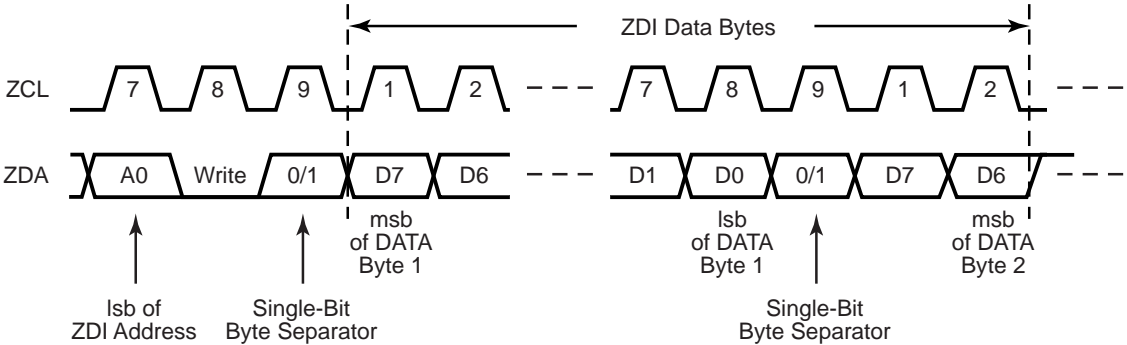 ZDI Data Bytes
ZCL 7 8 9 1 2 7 8 9 1 2
ZDA A0 Write 0/1 D7 D6 D1 D0 0/1 D7 D6
msb
of DATA
Byte 1
lsb
of DATA
Byte 1
msb
of DATA
Byte 2
lsb of
ZDI Address
Single-Bit
Byte Separator
Single-Bit
Byte Separator